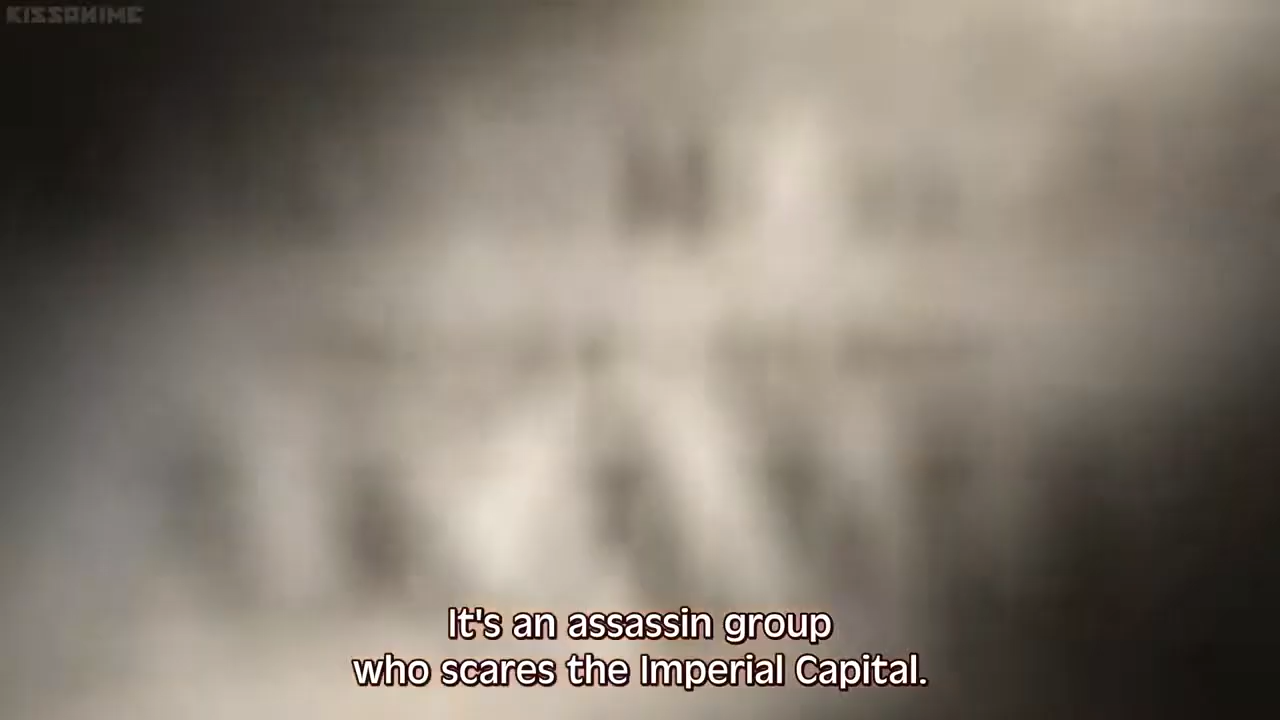 KISSANIME
It's an assassin group
who scares the Imperial Capital.